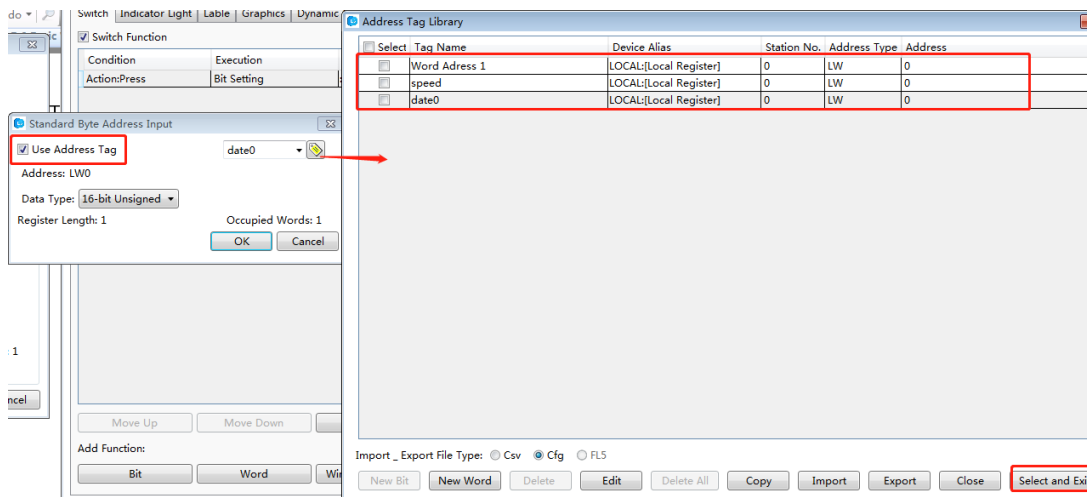 do
Switch Indicator Light Lable Graphics Dynamic
Switch Function
Condition Execution
Action:Press Bit Setting
Standard Byte Address Input
Use Address Tag date0
Address: LW0
Data Type: 16-bit Unsigned
Register Length: 1 Occupied Words: 1
OK Cancel
: 1
ncel
Move Up Move Down
Add Function:
Bit Word Wi
Address Tag Library
Select Tag Name Device Alias Station No. Address Type Address
Word Adress 1 LOCAL:[Local Register] 0 LW 0
speed LOCAL:[Local Register] 0 LW 0
date0 LOCAL:[Local Register] 0 LW 0
Import _ Export File Type: Csv Cfg FL5
New Bit New Word Delete Edit Delete All Copy Import Export Close Select and Exi